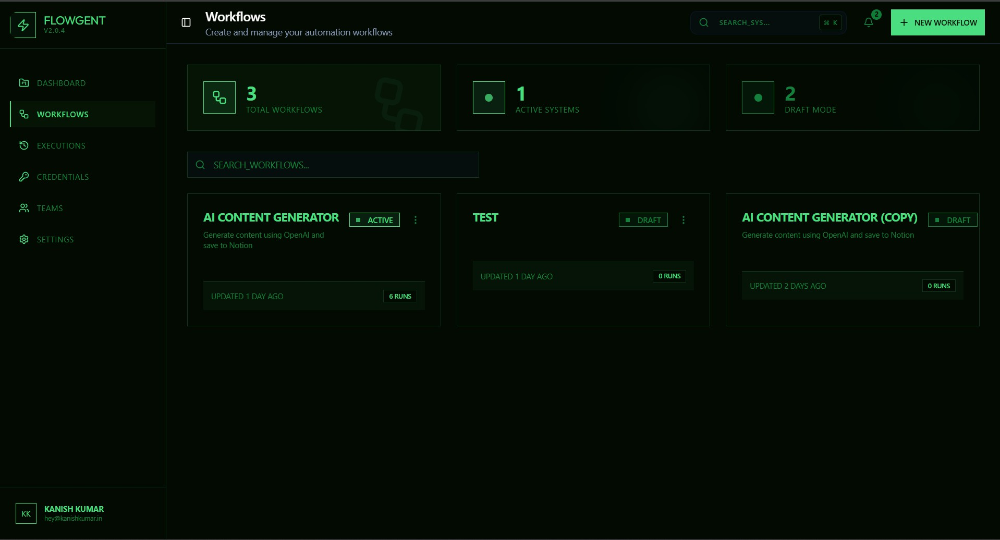 FLOWGENT
V2.0.4
DASHBOARD
WORKFLOWS
EXECUTIONS
CREDENTIALS
TEAMS
SETTINGS
KK
KANISH KUMAR
hey@kanishkumar.in
Workflows
Create and manage your automation workflows
SEARCH_SYS...
⌘ K
2
NEW WORKFLOW
3
TOTAL WORKFLOWS
1
ACTIVE SYSTEMS
2
DRAFT MODE
SEARCH_WORKFLOWS...
AI CONTENT GENERATOR
ACTIVE
Generate content using OpenAI and
save to Notion
UPDATED 1 DAY AGO
6 RUNS
TEST
DRAFT
UPDATED 1 DAY AGO
0 RUNS
AI CONTENT GENERATOR (COPY)
DRAFT
Generate content using OpenAI and save to Notion
UPDATED 2 DAYS AGO
0 RUNS